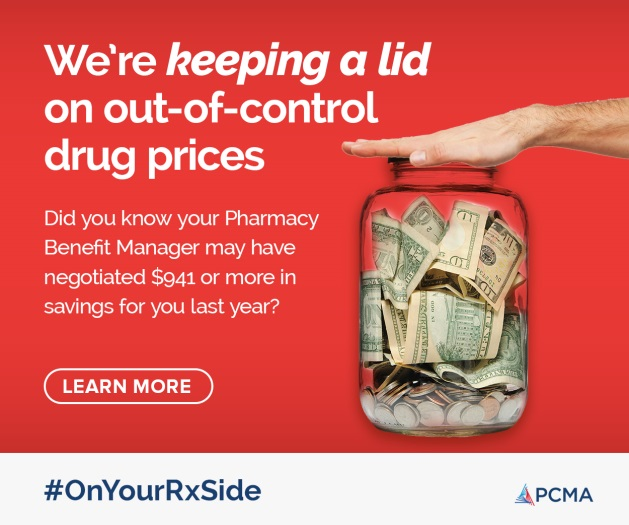 We're keeping a lid
on out-of-control
drug prices
Did you know your Pharmacy
Benefit Manager may have
negotiated $941 or more in
savings for you last year?
LEARN MORE
#OnYourRxSide
PCMA